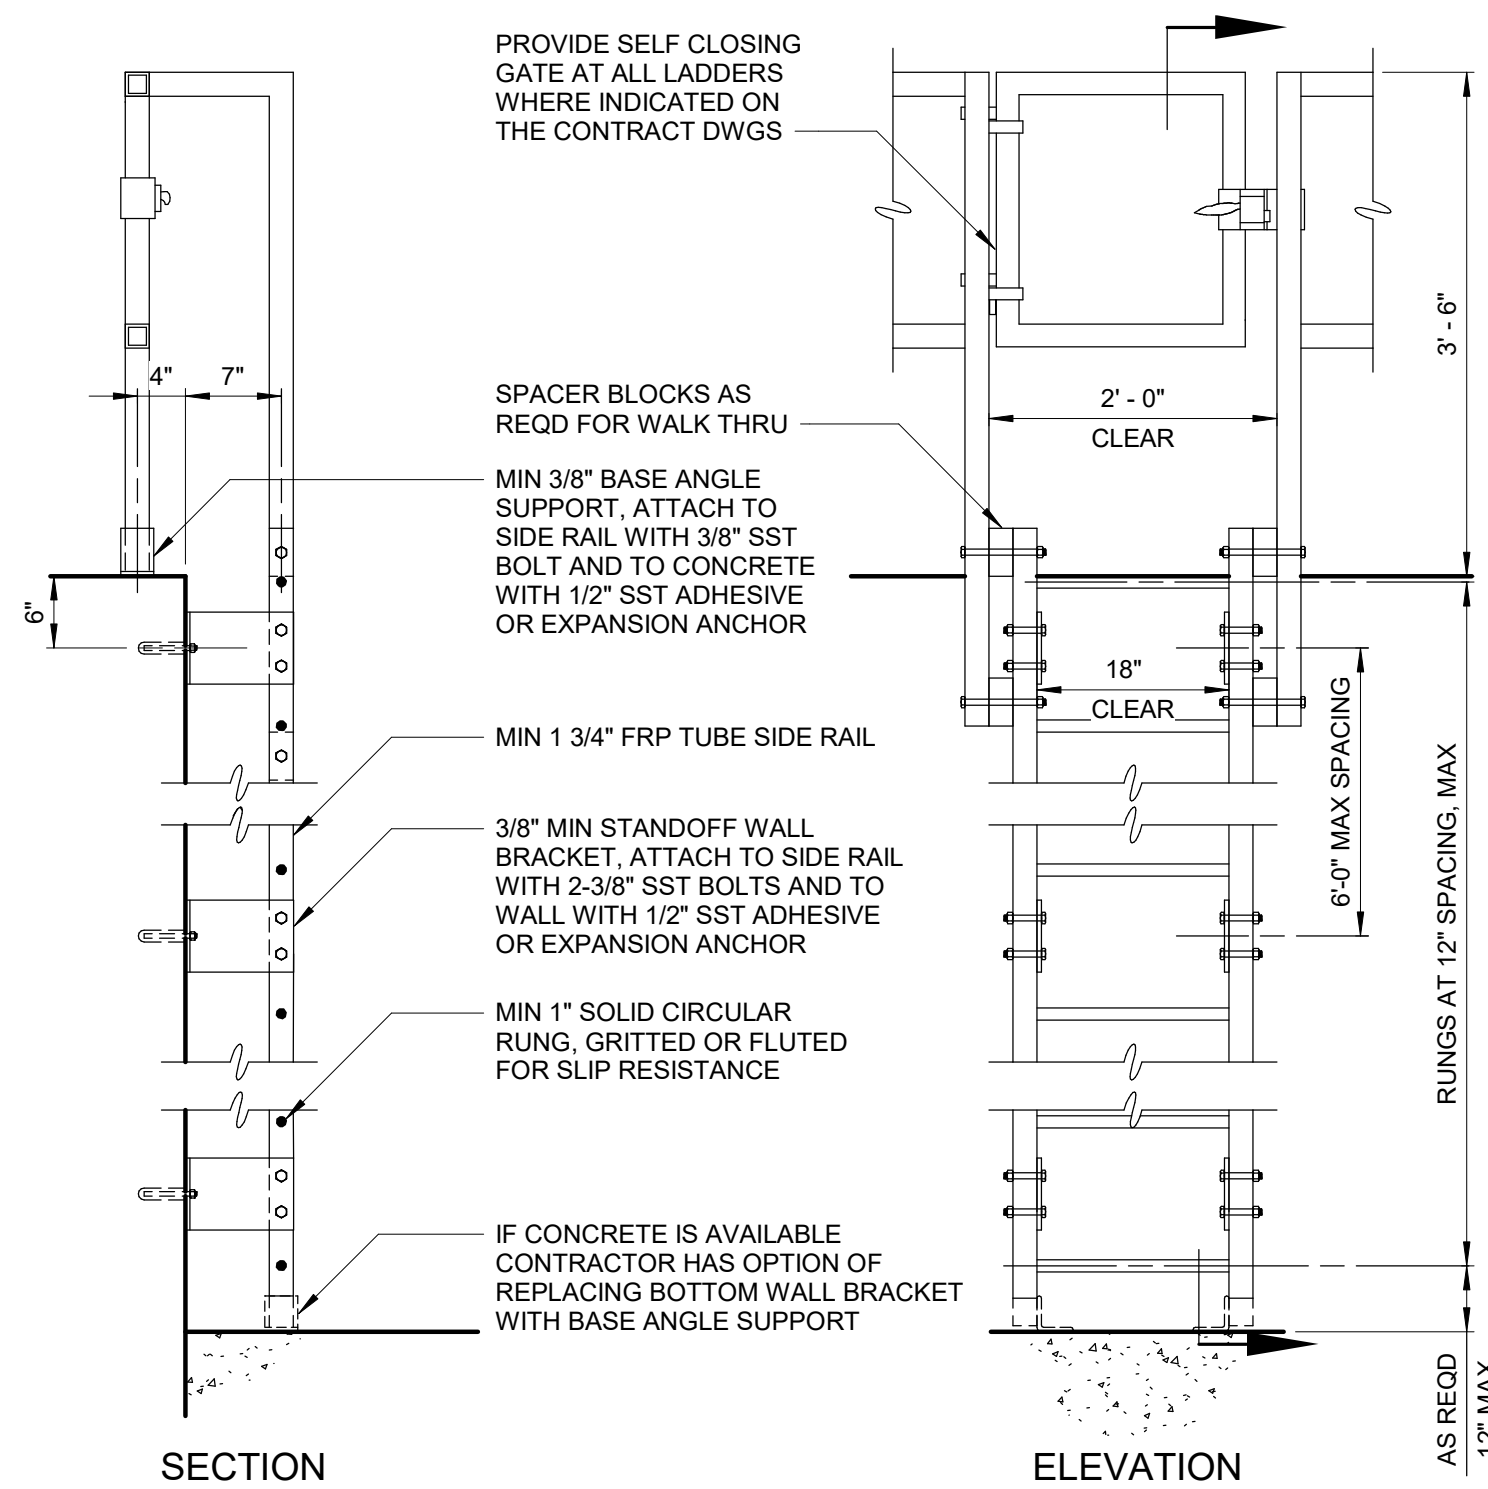 PROVIDE SELF CLOSING
GATE AT ALL LADDERS
WHERE INDICATED ON
THE CONTRACT DWGS
3' - 6"
4"
7"
SPACER BLOCKS AS
REQD FOR WALK THRU
2' - 0"
CLEAR
MIN 3/8" BASE ANGLE
SUPPORT, ATTACH TO
SIDE RAIL WITH 3/8" SST
BOLT AND TO CONCRETE
WITH 1/2" SST ADHESIVE
OR EXPANSION ANCHOR
6"
18"
CLEAR
MIN 1 3/4" FRP TUBE SIDE RAIL
6'-0" MAX SPACING
RUNGS AT 12" SPACING, MAX
3/8" MIN STANDOFF WALL
BRACKET, ATTACH TO SIDE RAIL
WITH 2-3/8" SST BOLTS AND TO
WALL WITH 1/2" SST ADHESIVE
OR EXPANSION ANCHOR
MIN 1" SOLID CIRCULAR
RUNG, GRITTED OR FLUTED
FOR SLIP RESISTANCE
IF CONCRETE IS AVAILABLE
CONTRACTOR HAS OPTION OF
REPLACING BOTTOM WALL BRACKET
WITH BASE ANGLE SUPPORT
AS REQD
12" MAX
SECTION
ELEVATION